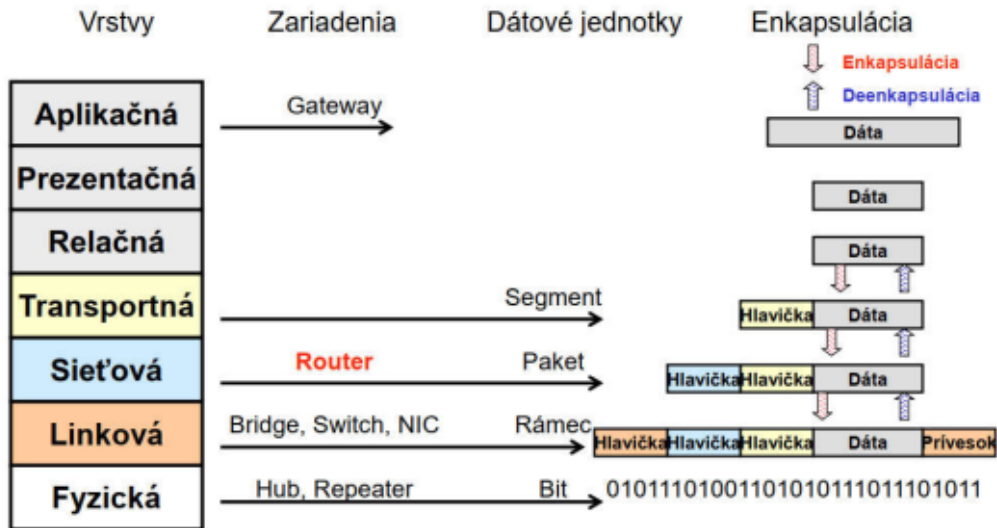 Vrstvy Zariadenia Dátové jednotky Enkapsulácia
Enkapsulácia
Deenkapsulácia
Aplikačná Gateway Dáta
Prezentačná Dáta
Relačná Dáta
Transportná Segment Hlavička Dáta
Sieťová Router Paket Hlavička Hlavička Dáta
Linková Bridge, Switch, NIC Rámec Hlavička Hlavička Hlavička Dáta Prívesok
Fyzická Hub, Repeater Bit 0101110100110101011101110101011